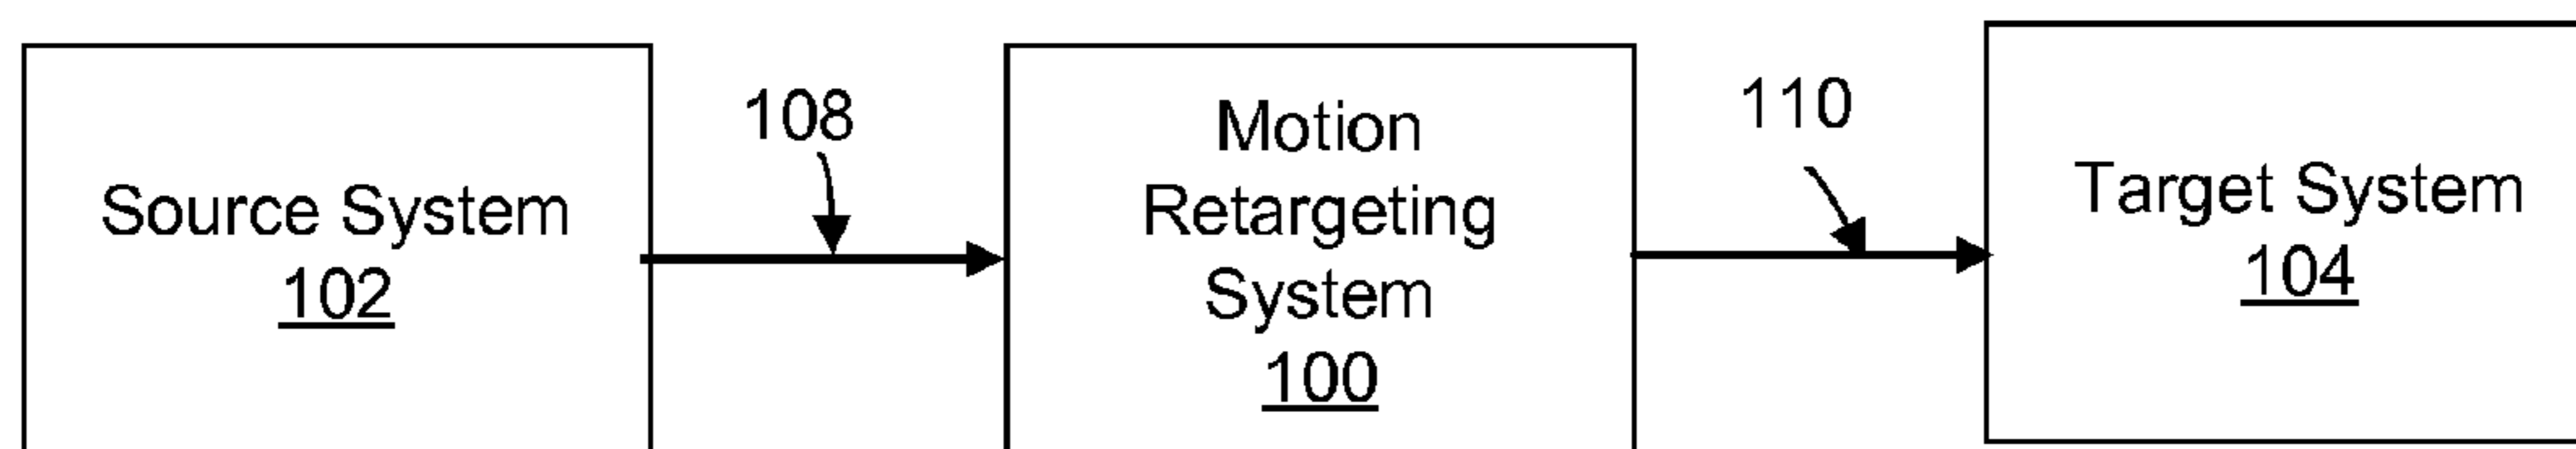 Source System
102
108
Motion
Retargeting
System
100
110
Target System
104